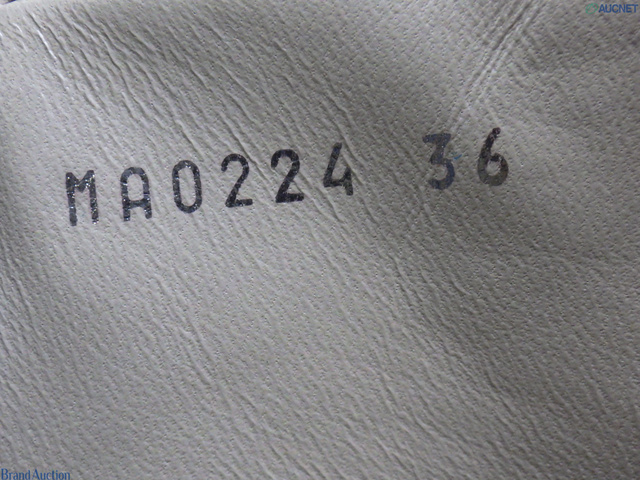 AUCNET
MA0224 36
Brand Auction